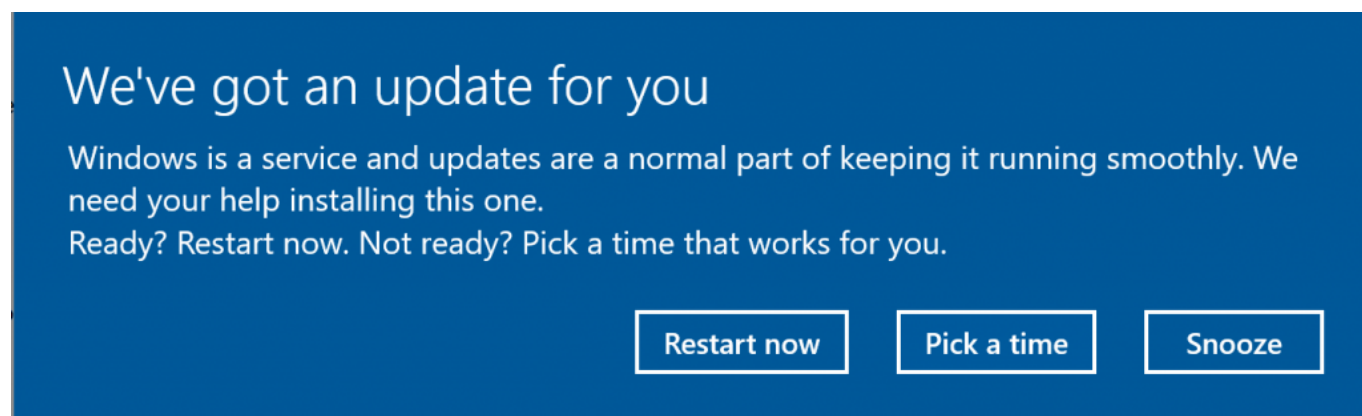 We've got an update for you
Windows is a service and updates are a normal part of keeping it running smoothly. We
need your help installing this one.
Ready? Restart now. Not ready? Pick a time that works for you.
Restart now Pick a time Snooze